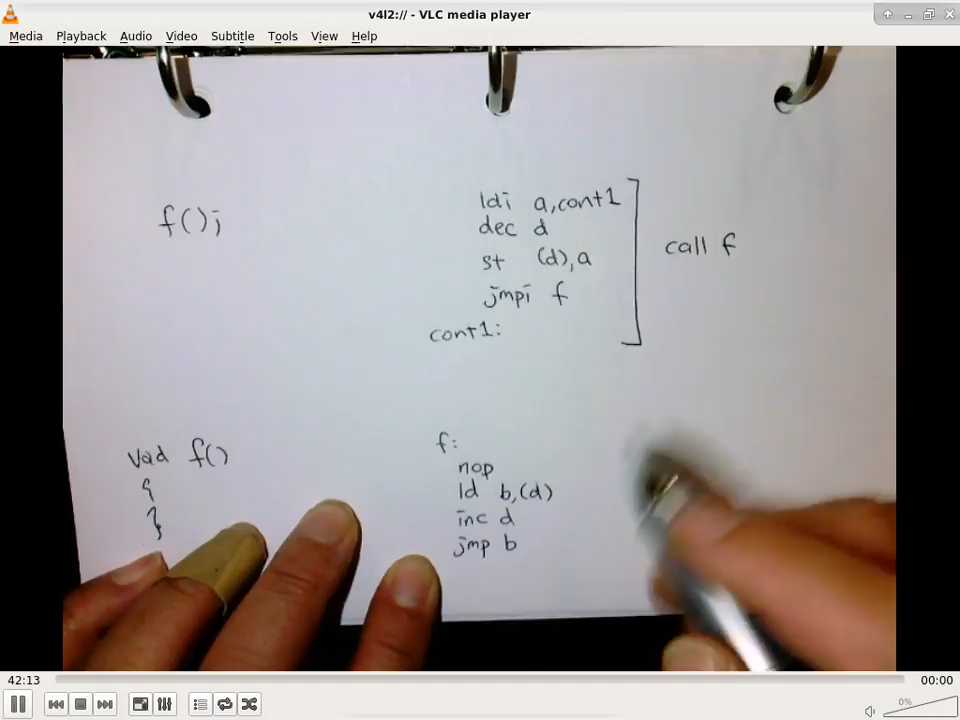 v4l2:// - VLC media player
Media Playback Audio Video Subtitle Tools View Help
f();
ldi a,cont1
dec d
st (d),a
jmpi f
cont1:
call f
void f()
{
}
f:
nop
ld b,(d)
inc d
jmp b
42:13
00:00
0%